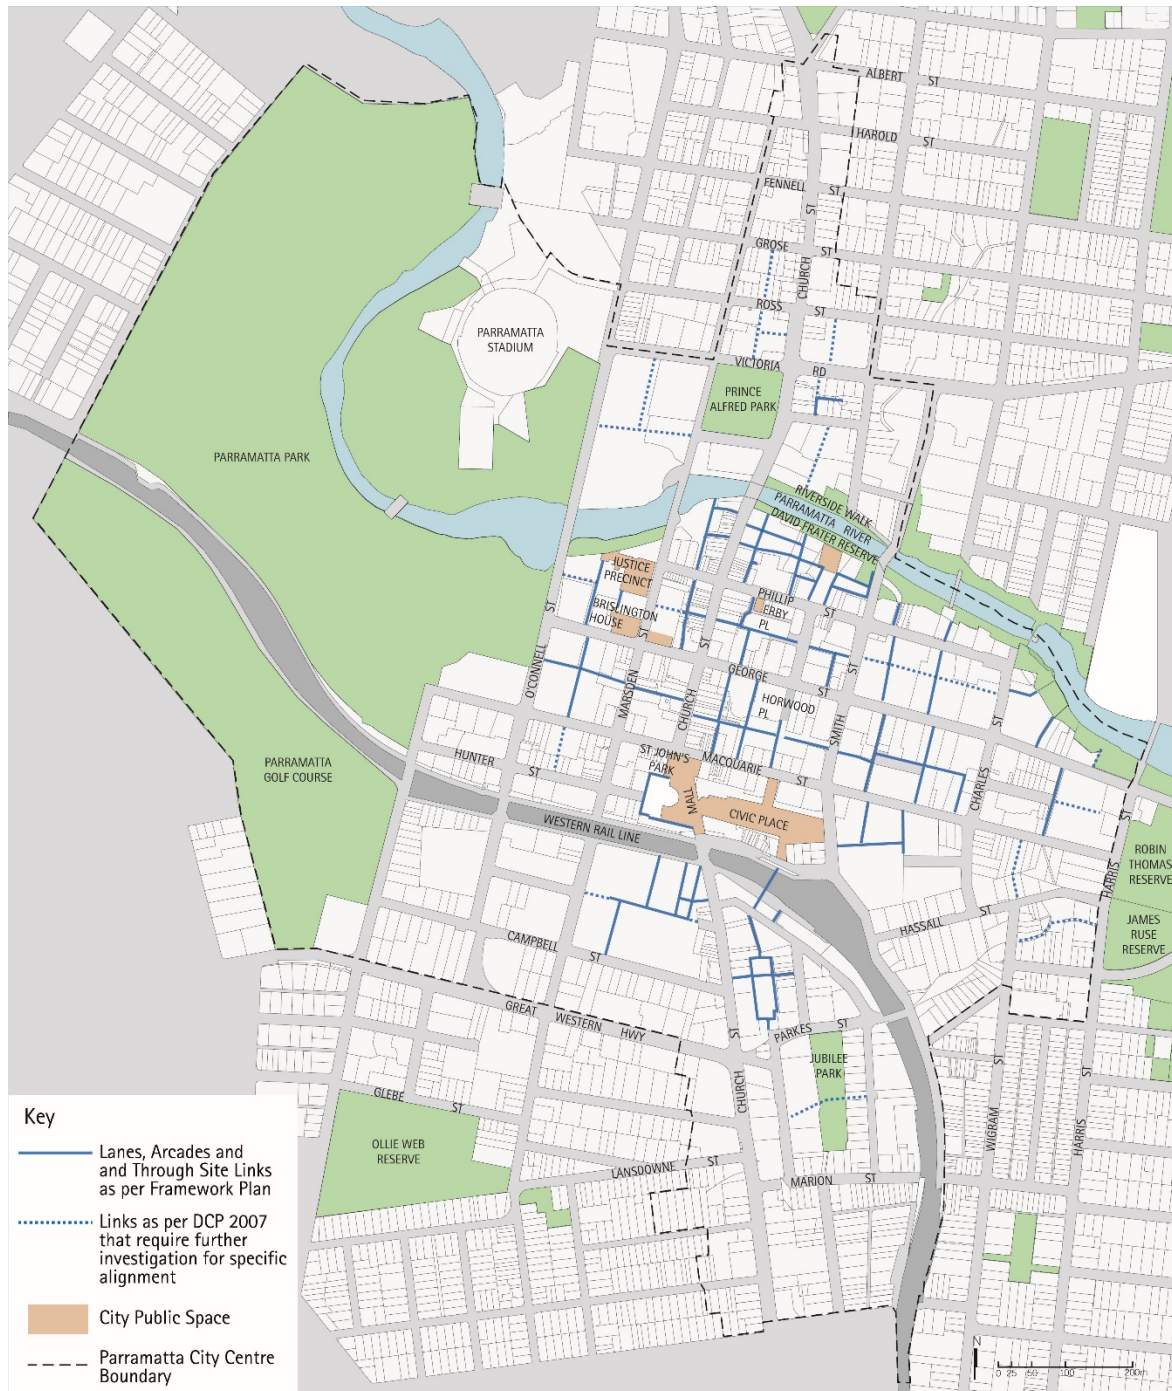 ALBERT ST
HAROLD ST
FENNELL ST
CHURCH ST
GROSE ST
ROSS ST
PARRAMATTA
STADIUM
VICTORIA RD
PRINCE
ALFRED PARK
PARRAMATTA PARK
RIVERSIDE WALK
PARRAMATTA RIVER
DAVID FRATER RESERVE
JUSTICE
PRECINCT
PHILLIP ST
ERBY
PL
BRISLINGTON
HOUSE
O'CONNELL ST
MARSDEN ST
CHURCH ST
GEORGE ST
HORWOOD
PL
SMITH ST
CHARLES ST
HUNTER ST
ST JOHN'S
PARK
MACQUARIE ST
MALL
CIVIC PLACE
PARRAMATTA
GOLF COURSE
WESTERN RAIL LINE
HARRIS ST
ROBIN
THOMAS
RESERVE
JAMES
RUSE
RESERVE
HASSALL ST
CAMPBELL ST
GREAT WESTERN HWY
PARKES ST
JUBILEE
PARK
CHURCH ST
GLEBE ST
OLLIE WEB
RESERVE
LANSDOWNE ST
MARION ST
WIGRAM ST
HARRIS ST
Key
Lanes, Arcades and
and Through Site Links
as per Framework Plan
Links as per DCP 2007
that require further
investigation for specific
alignment
City Public Space
Parramatta City Centre
Boundary
N
0 25 50 100 200m